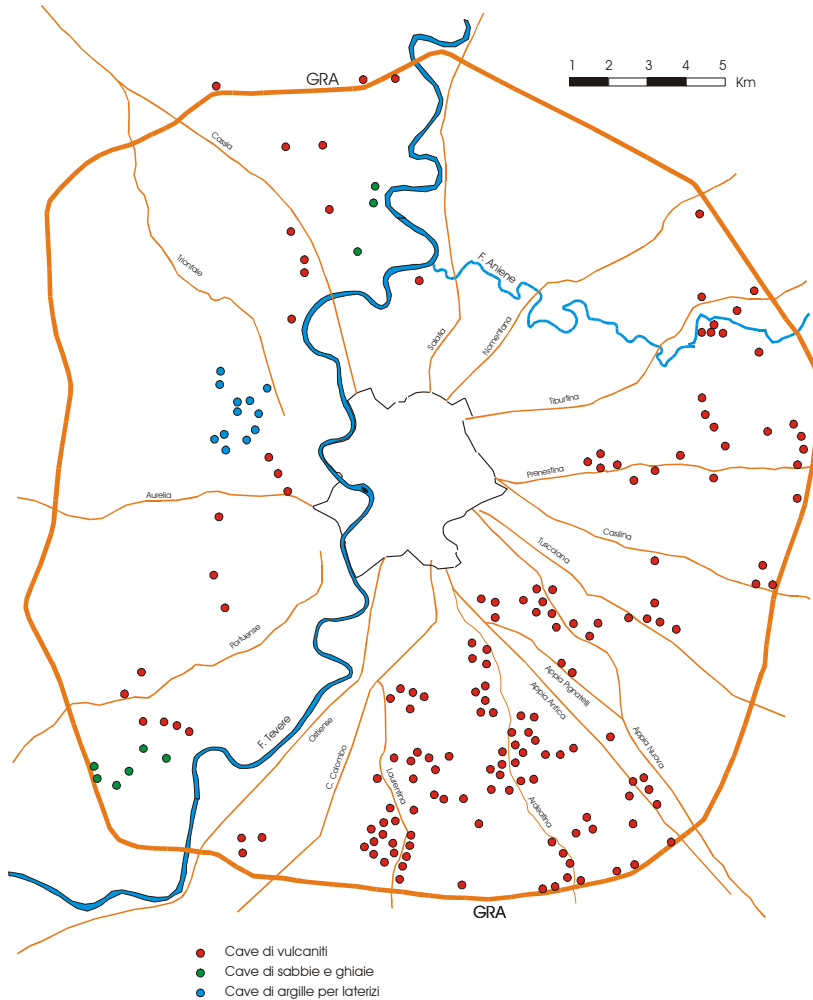 1 2 3 4 5
Km
GRA
Cassia
Trionfale
F. Aniene
Salaria
Nomentana
Tiburtina
Prenestina
Aurelia
Casilina
Tuscolana
Portuense
Appia Pignatelli
Appia Antica
F. Tevere
Ostiense
C. Colombo
Laurentina
Ardeatina
Appia Nuova
GRA
Cave di vulcaniti
Cave di sabbie e ghiaie
Cave di argille per laterizi